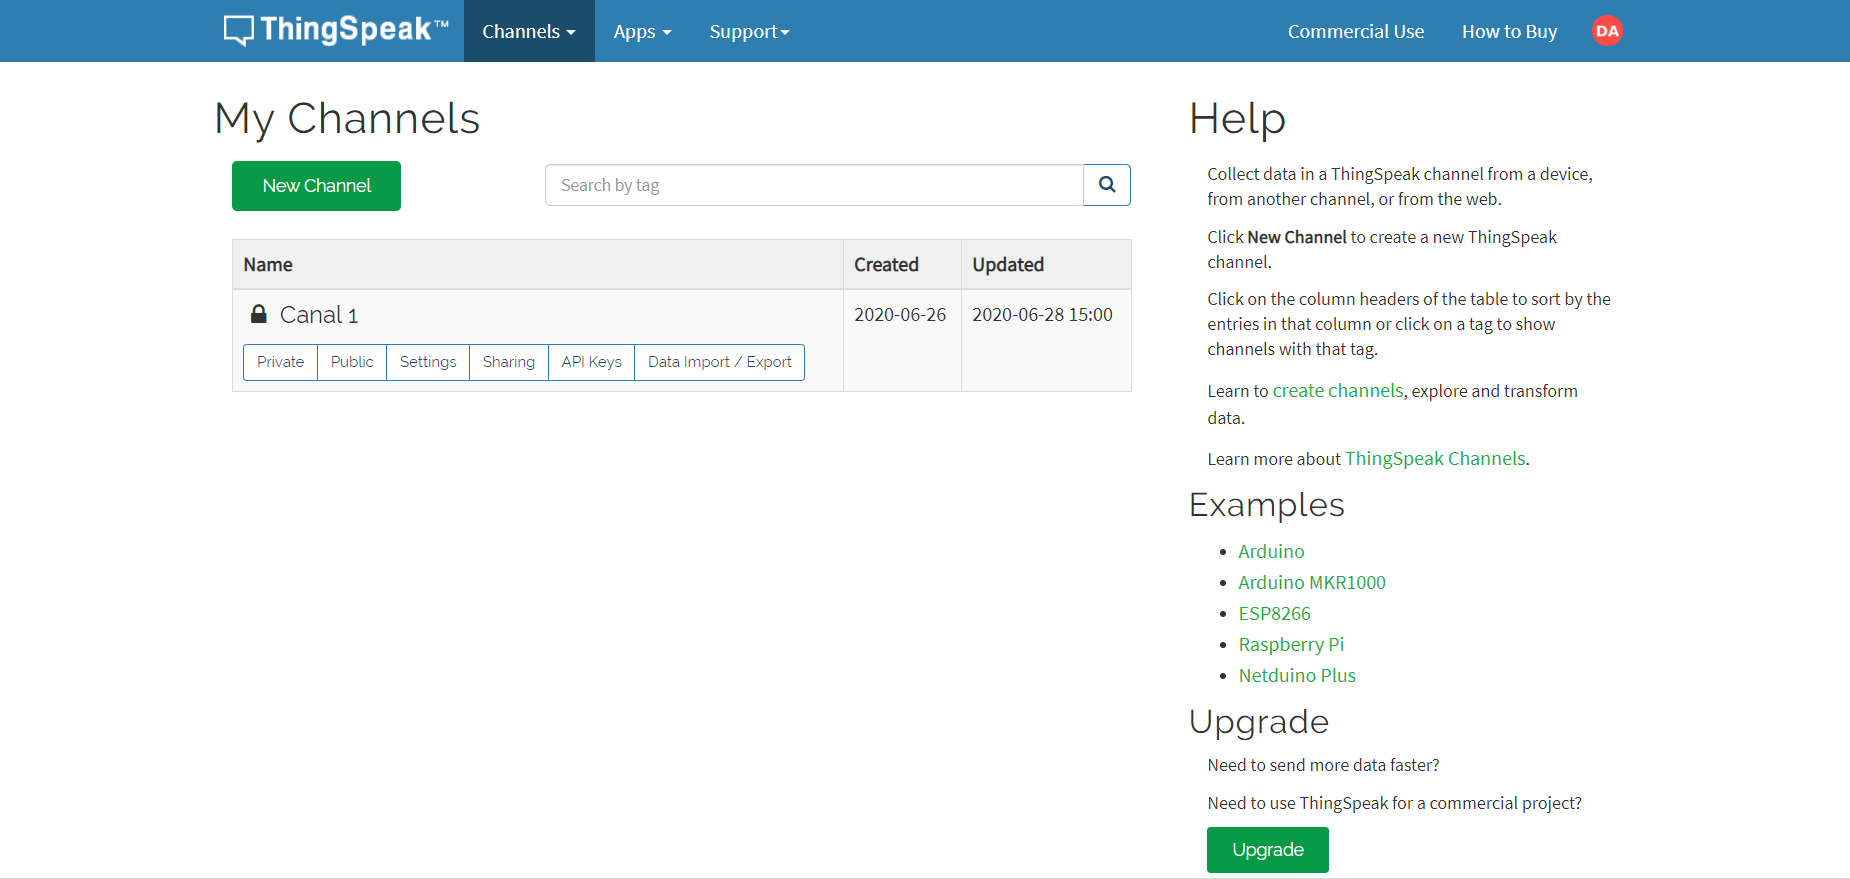 ThingSpeak™ Channels Apps Support Commercial Use How to Buy DA
My Channels
New Channel Search by tag
Name Created Updated
Canal 1 2020-06-26 2020-06-28 15:00
Private Public Settings Sharing API Keys Data Import / Export
Help
Collect data in a ThingSpeak channel from a device,
from another channel, or from the web.
Click New Channel to create a new ThingSpeak
channel.
Click on the column headers of the table to sort by the
entries in that column or click on a tag to show
channels with that tag.
Learn to create channels, explore and transform
data.
Learn more about ThingSpeak Channels.
Examples
• Arduino
• Arduino MKR1000
• ESP8266
• Raspberry Pi
• Netduino Plus
Upgrade
Need to send more data faster?
Need to use ThingSpeak for a commercial project?
Upgrade